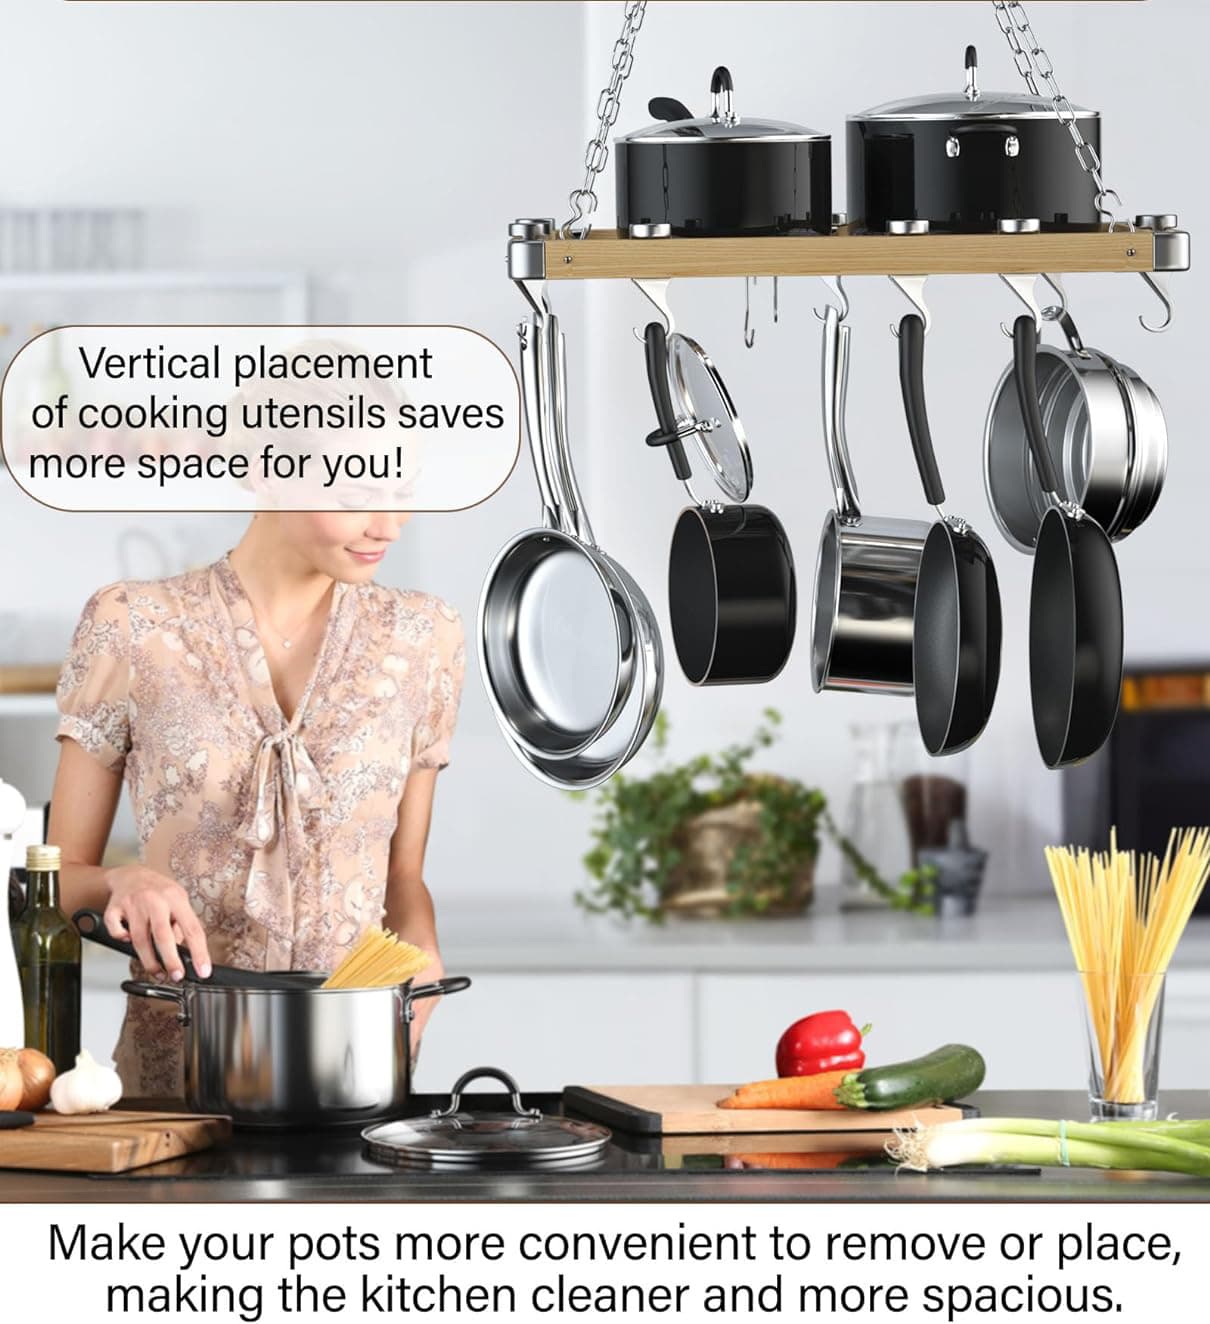 Vertical placement
of cooking utensils saves
more space for you!
Make your pots more convenient to remove or place,
making the kitchen cleaner and more spacious.